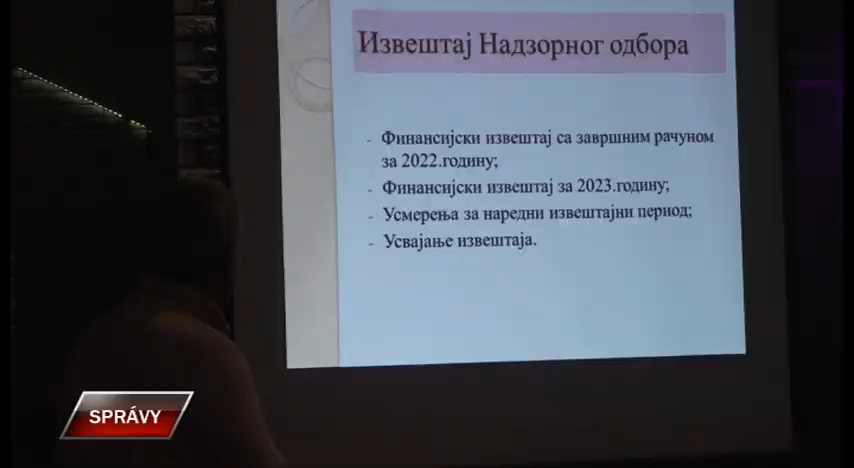 Извештај Надзорног одбора
- Финансијски извештај са завршним рачуном
за 2022.годину;
- Финансијски извештај за 2023.годину;
- Усмерења за наредни извештајни период;
- Усвајање извештаја.
SPRÁVY